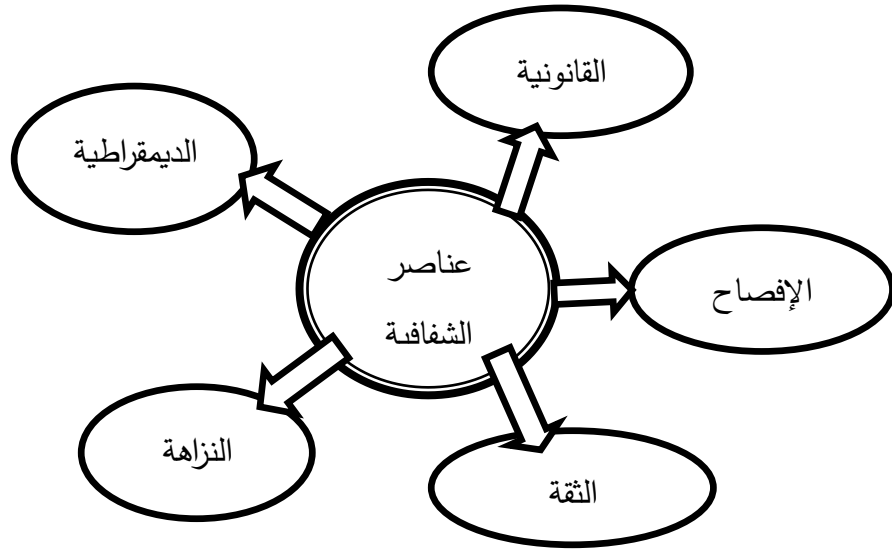 القانونية
الديمقراطية
عناصر
الشفافية
الإفصاح
النزاهة
الثقة